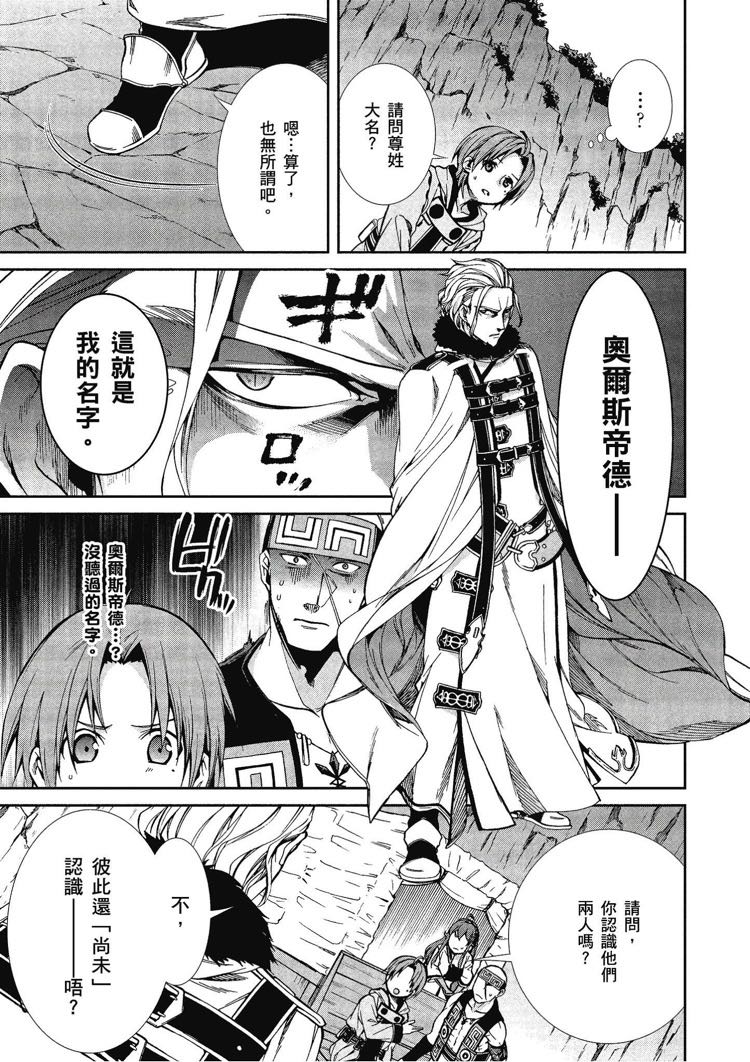 …?
請問尊姓
大名？
嗯…算了，
也無所謂吧。
奧爾斯帝德——
這就是
我的名字。
ギロ
ビクッ
奧爾斯帝德…？
沒聽過的名字。
請問，
你認識他們
兩人嗎？
不，
彼此還「尚未」
認識——唔？